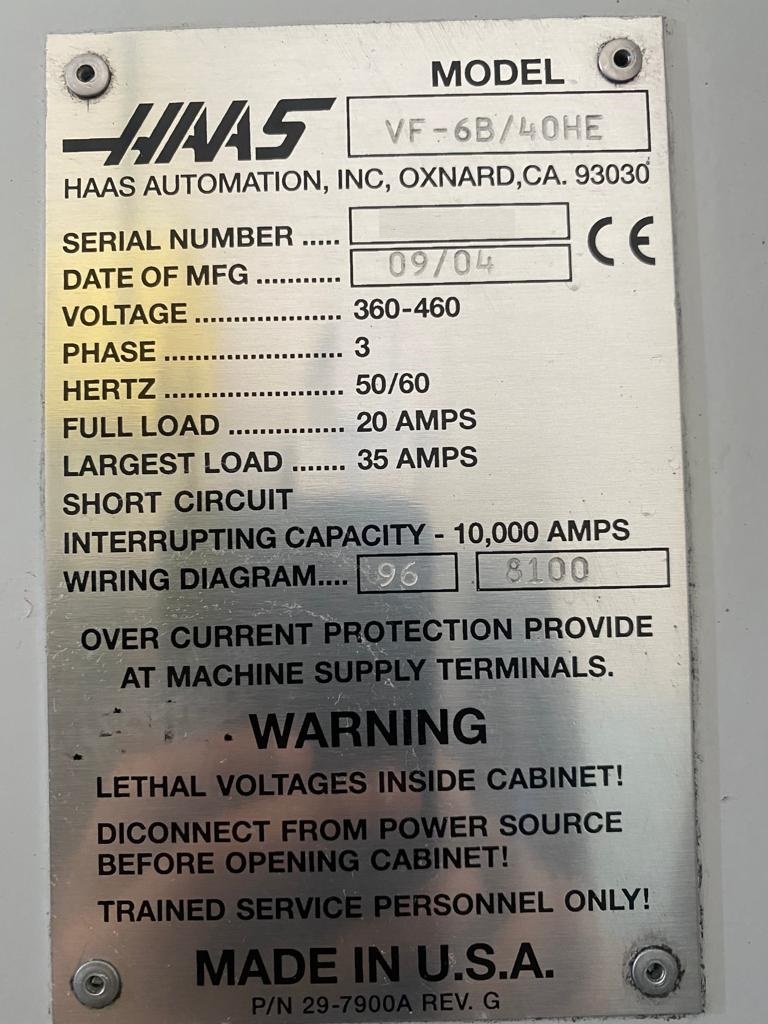 MODEL
HAAS VF-6B/40HE
HAAS AUTOMATION, INC, OXNARD,CA. 93030
SERIAL NUMBER .....
DATE OF MFG ........... 09/04
CE
VOLTAGE ................... 360-460
PHASE ....................... 3
HERTZ ....................... 50/60
FULL LOAD ............... 20 AMPS
LARGEST LOAD ....... 35 AMPS
SHORT CIRCUIT
INTERRUPTING CAPACITY - 10,000 AMPS
WIRING DIAGRAM.... 96 8100
OVER CURRENT PROTECTION PROVIDE
AT MACHINE SUPPLY TERMINALS.
WARNING
LETHAL VOLTAGES INSIDE CABINET!
DICONNECT FROM POWER SOURCE
BEFORE OPENING CABINET!
TRAINED SERVICE PERSONNEL ONLY!
MADE IN U.S.A.
P/N 29-7900A REV. G